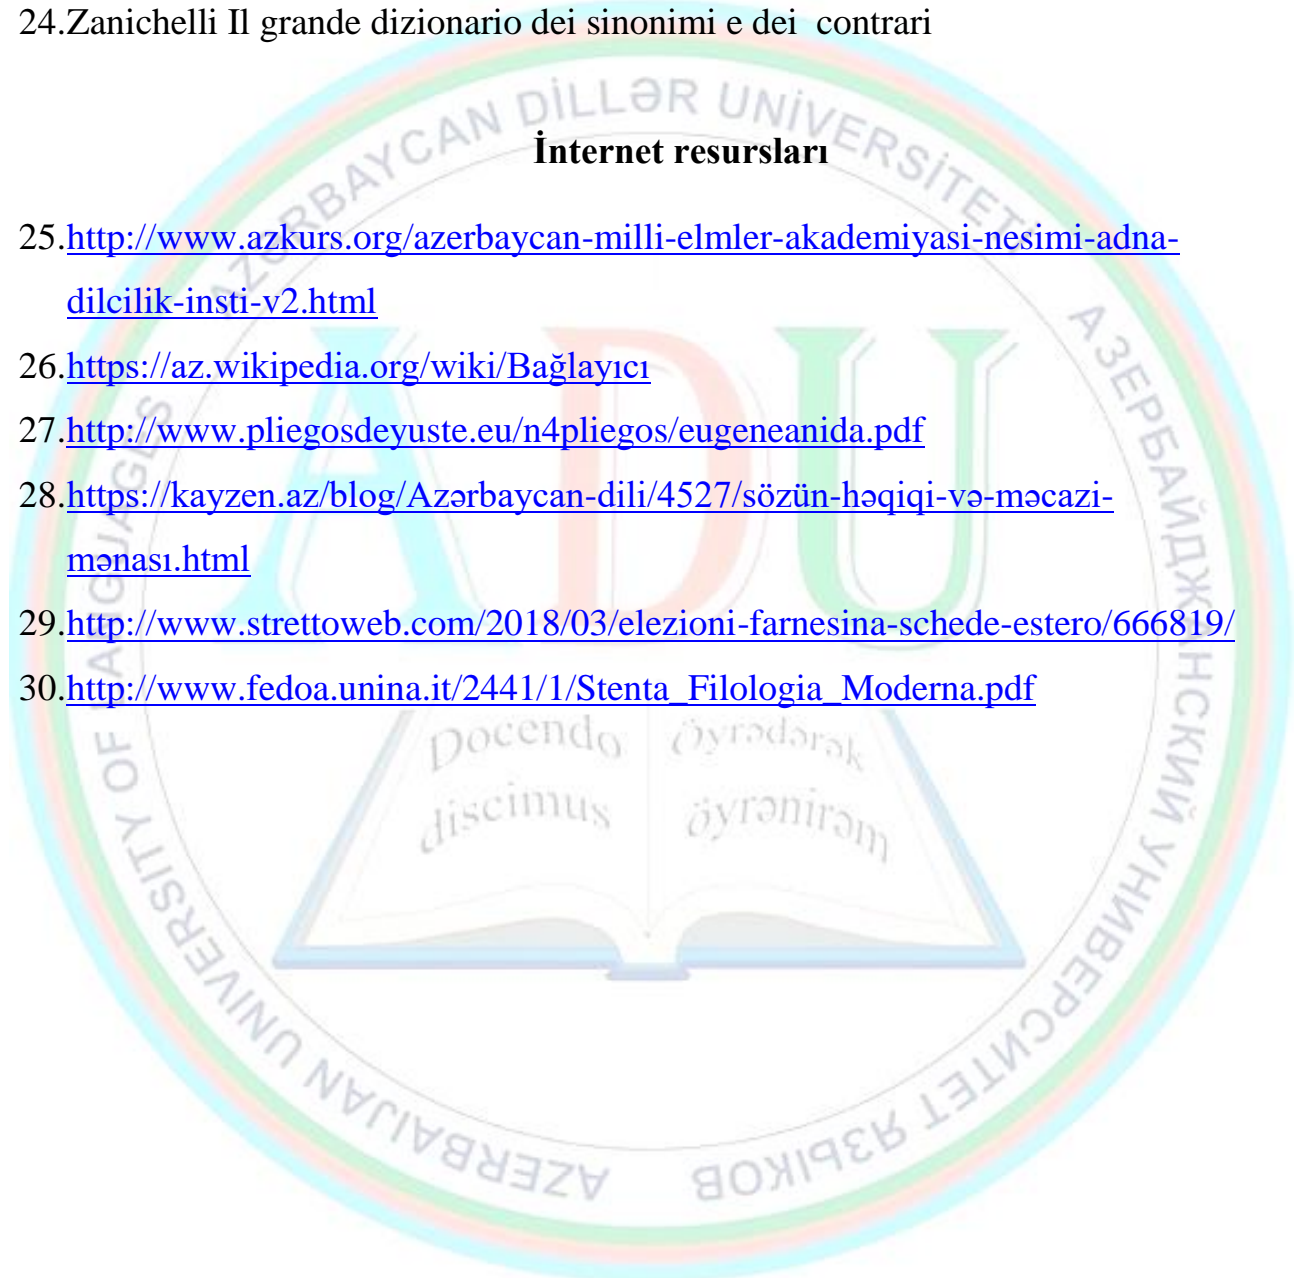 24.Zanichelli Il grande dizionario dei sinonimi e dei contrari
AZƏRBAYCAN DİLLƏR UNİVERSİTETİ
İnternet resursları
25.http://www.azkurs.org/azerbaycan-milli-elmler-akademiyasi-nesimi-adna-
dilcilik-insti-v2.html
26.https://az.wikipedia.org/wiki/Bağlayıcı
27.http://www.pliegosdeyuste.eu/n4pliegos/eugeneanida.pdf
28.https://kayzen.az/blog/Azərbaycan-dili/4527/sözün-həqiqi-və-məcazi-
mənası.html
29.http://www.strettoweb.com/2018/03/elezioni-farnesina-schede-estero/666819/
30.http://www.fedoa.unina.it/2441/1/Stenta_Filologia_Moderna.pdf
ADU
Docendo
discimus
Öyrədərək
öyrənirəm
AZERBAIJAN UNIVERSITY OF LANGUAGES
АЗЕРБАЙДЖАНСКИЙ УНИВЕРСИТЕТ ЯЗЫКОВ